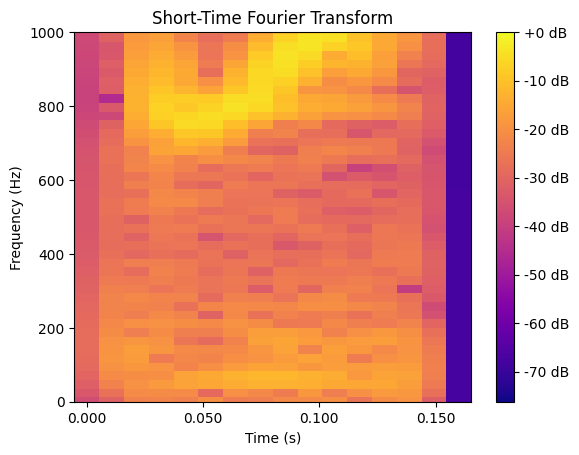 Short-Time Fourier Transform
Frequency (Hz)
1000
800
600
400
200
0
0.000
0.050
0.100
0.150
Time (s)
+0 dB
-10 dB
-20 dB
-30 dB
-40 dB
-50 dB
-60 dB
-70 dB